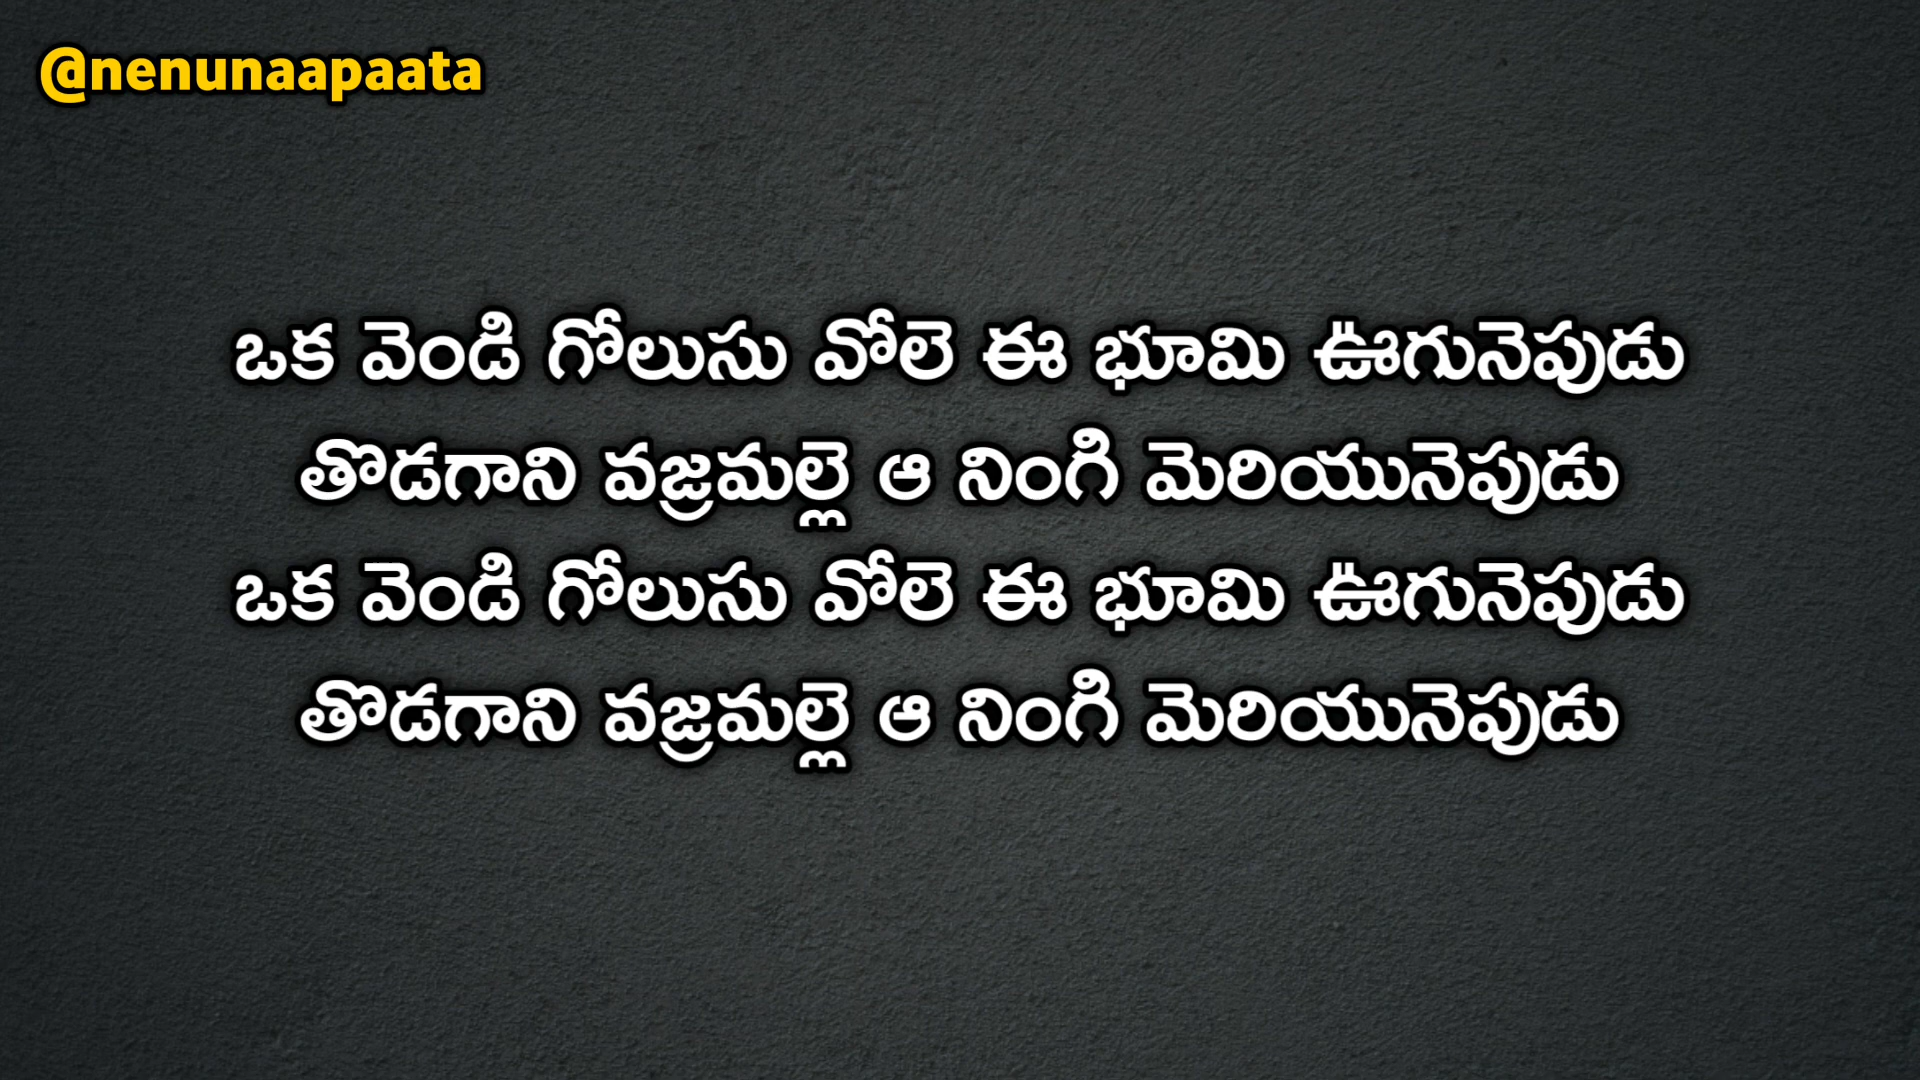 @nenunaapaata
ఒక వెండి గోలుసు వోలె ఈ భూమి ఊగునెపుడు
తొడగాని వజ్రమల్లె ఆ నింగి మెరియునెపుడు
ఒక వెండి గోలుసు వోలె ఈ భూమి ఊగునెపుడు
తొడగాని వజ్రమల్లె ఆ నింగి మెరియునెపుడు